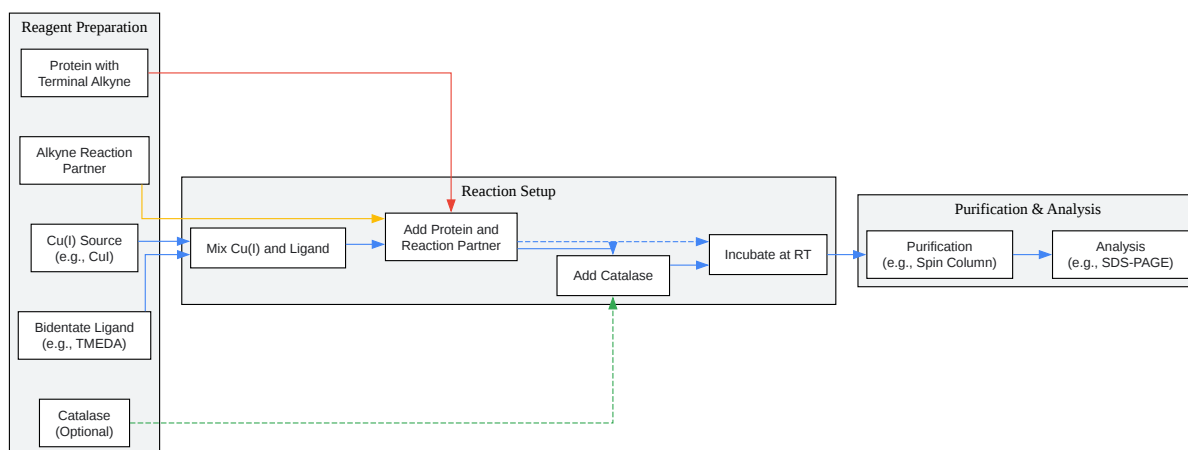 Reagent Preparation
Protein with
Terminal Alkyne
Alkyne Reaction
Partner
Cu(I) Source
(e.g., CuI)
Bidentate Ligand
(e.g., TMEDA)
Catalase
(Optional)
Reaction Setup
Mix Cu(I) and Ligand
Add Protein and
Reaction Partner
Add Catalase
Incubate at RT
Purification & Analysis
Purification
(e.g., Spin Column)
Analysis
(e.g., SDS-PAGE)